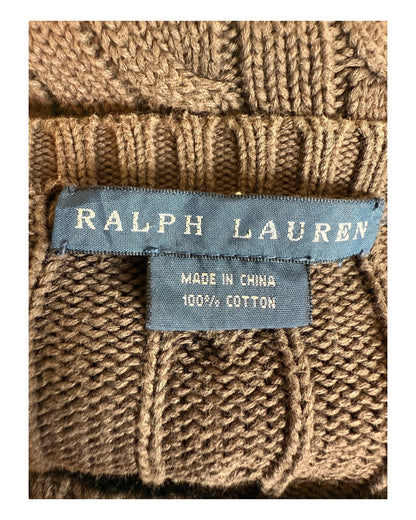 RALPH LAUREN
MADE IN CHINA
100% COTTON